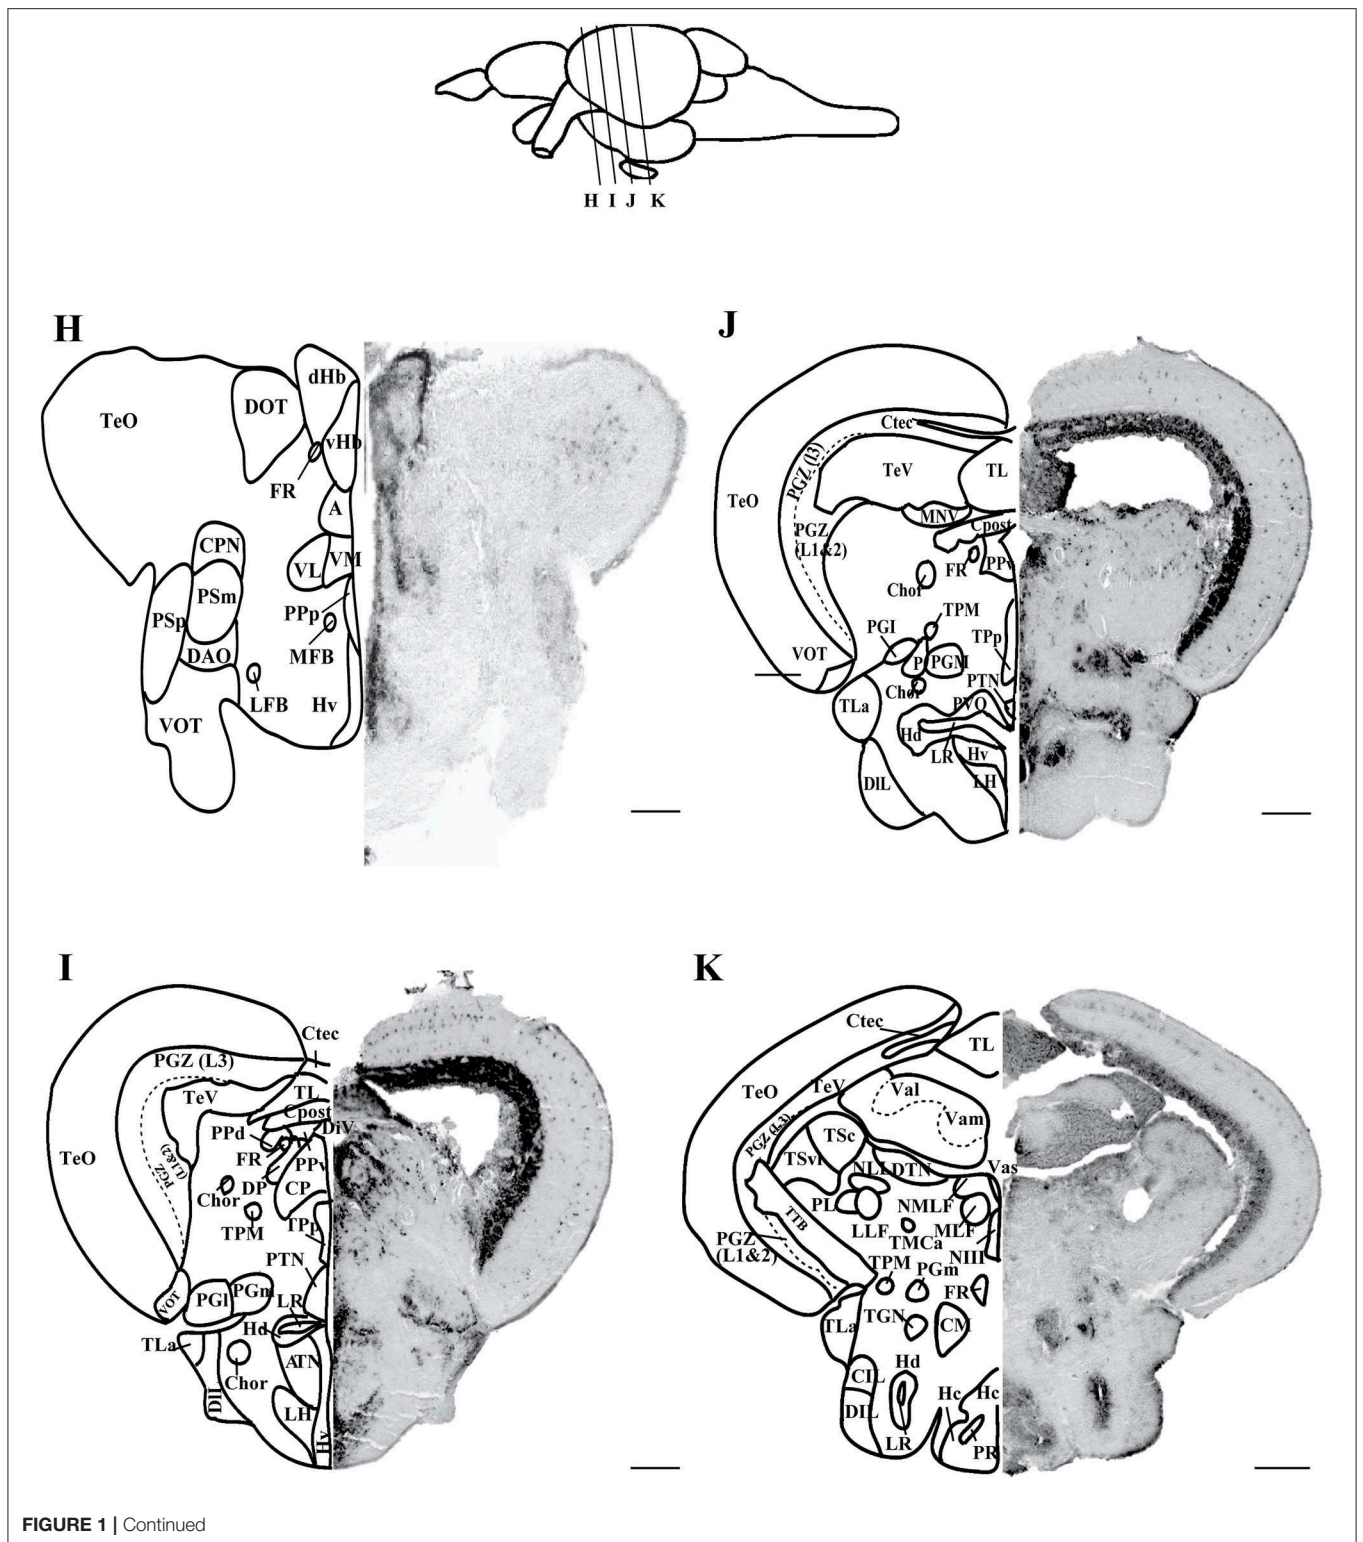 H I J K
H
TeO
DOT
dHb
vHb
FR
A
CPN
VL
VM
PSm
PSp
PPp
DAO
MFB
LFB
Hv
VOT
J
Ctec
TeV
TL
PGZ (l3)
TeO
MNV
Cpost
PGZ
(L1&2)
FR
PPv
Chor
TPM
PGI
TPp
VOT
P
PGM
PTN
Chor
TLa
PVO
Hd
LR
Hv
DIL
LH
I
Ctec
PGZ (L3)
TeV
TL
Cpost
DiV
PPd
FR
PPv
TeO
PGZ
(L1&2)
DP
CP
Chor
TPp
TPM
PTN
PGl
PGm
VOT
LR
Hd
TLa
ATN
Chor
LH
Hv
K
Ctec
TL
TeO
TeV
Val
Vam
PGZ (L3)
TSc
TSvl
DTN
Vas
PL
NMLF
TTB
LLF
MLF
PGZ
(L1&2)
TMCa
NIII
TPM
PGm
FR
TGN
TLa
CM
Hd
CIL
Hc
Hc
DIL
LR
PR
FIGURE 1 | Continued